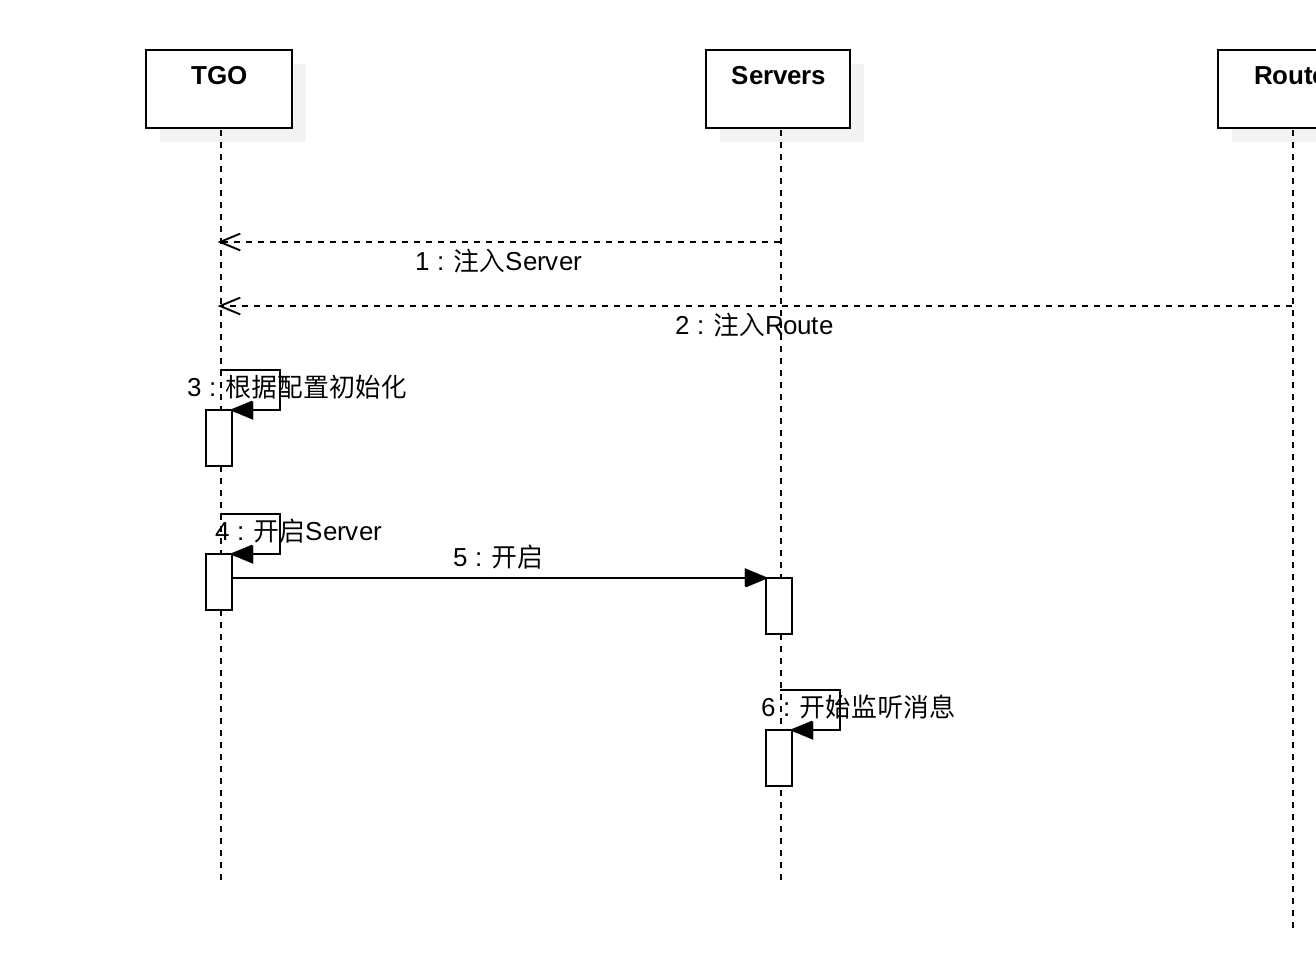 TGO
Servers
Route
1 : 注入Server
2 : 注入Route
3 : 根据配置初始化
4 : 开启Server
5 : 开启
6 : 开始监听消息